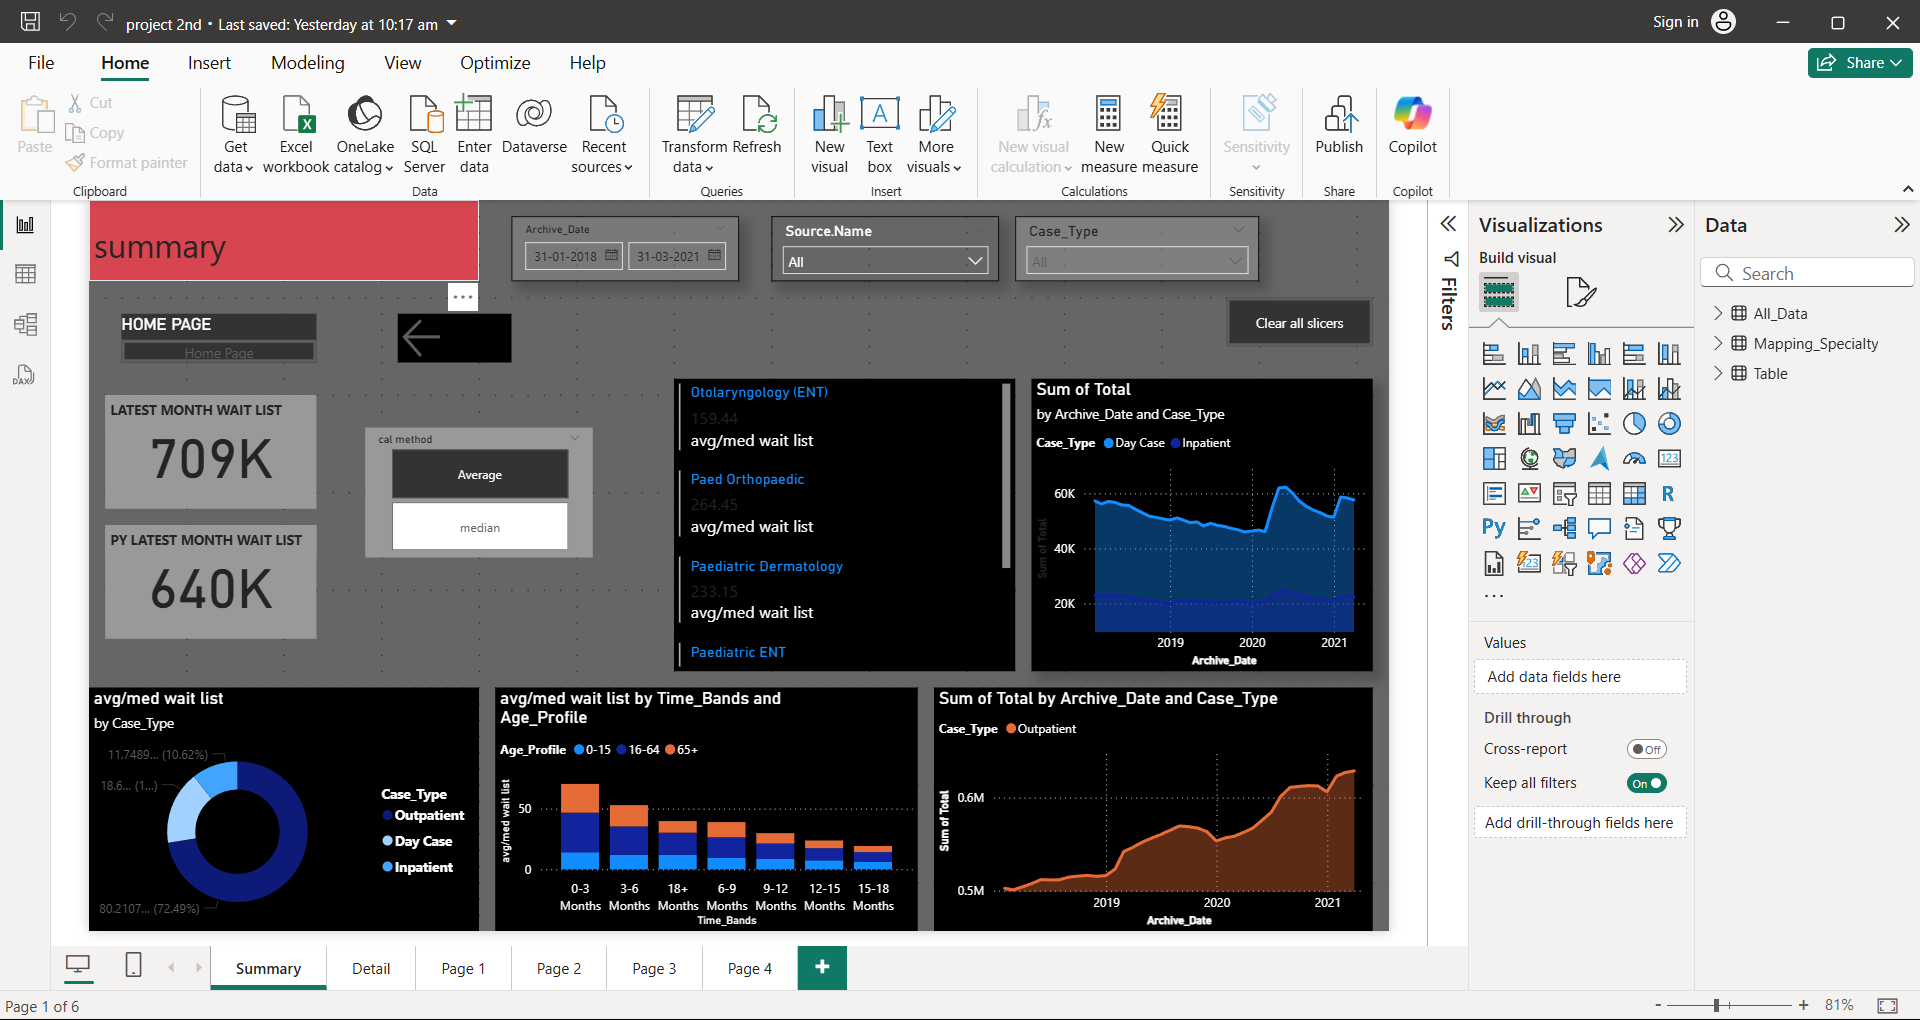 project 2nd • Last saved: Yesterday at 10:17 am
Sign in
File
Home
Insert
Modeling
View
Optimize
Help
Share
Paste
Cut
Copy
Format painter
Clipboard
Get data
Excel workbook
OneLake catalog
SQL Server
Enter data
Dataverse
Recent sources
Data
Transform data
Refresh
Queries
New visual
Text box
More visuals
Insert
New visual calculation
New measure
Quick measure
Calculations
Sensitivity
Sensitivity
Publish
Share
Copilot
Copilot
summary
Archive_Date
31-01-2018
31-03-2021
Source.Name
All
Case_Type
All
HOME PAGE
Home Page
Clear all slicers
LATEST MONTH WAIT LIST
709K
PY LATEST MONTH WAIT LIST
640K
cal method
Average
median
Otolaryngology (ENT)
159.44
avg/med wait list
Paed Orthopaedic
264.45
avg/med wait list
Paediatric Dermatology
233.15
avg/med wait list
Paediatric ENT
Sum of Total
by Archive_Date and Case_Type
Case_Type Day Case Inpatient
Sum of Total
60K
40K
20K
2019
2020
2021
Archive_Date
avg/med wait list
by Case_Type
11.7489... (10.62%)
18.6... (1...)
80.2107... (72.49%)
Case_Type
Outpatient
Day Case
Inpatient
avg/med wait list by Time_Bands and
Age_Profile
Age_Profile 0-15 16-64 65+
avg/med wait list
50
0
0-3 Months
3-6 Months
18+ Months
6-9 Months
9-12 Months
12-15 Months
15-18 Months
Time_Bands
Sum of Total by Archive_Date and Case_Type
Case_Type Outpatient
Sum of Total
0.6M
0.5M
2019
2020
2021
Archive_Date
Filters
Visualizations
Build visual
123
R
Py
123
Values
Add data fields here
Drill through
Cross-report
Off
Keep all filters
On
Add drill-through fields here
Data
Search
All_Data
Mapping_Specialty
Table
DAX
Summary
Detail
Page 1
Page 2
Page 3
Page 4
+
Page 1 of 6
- + 81%